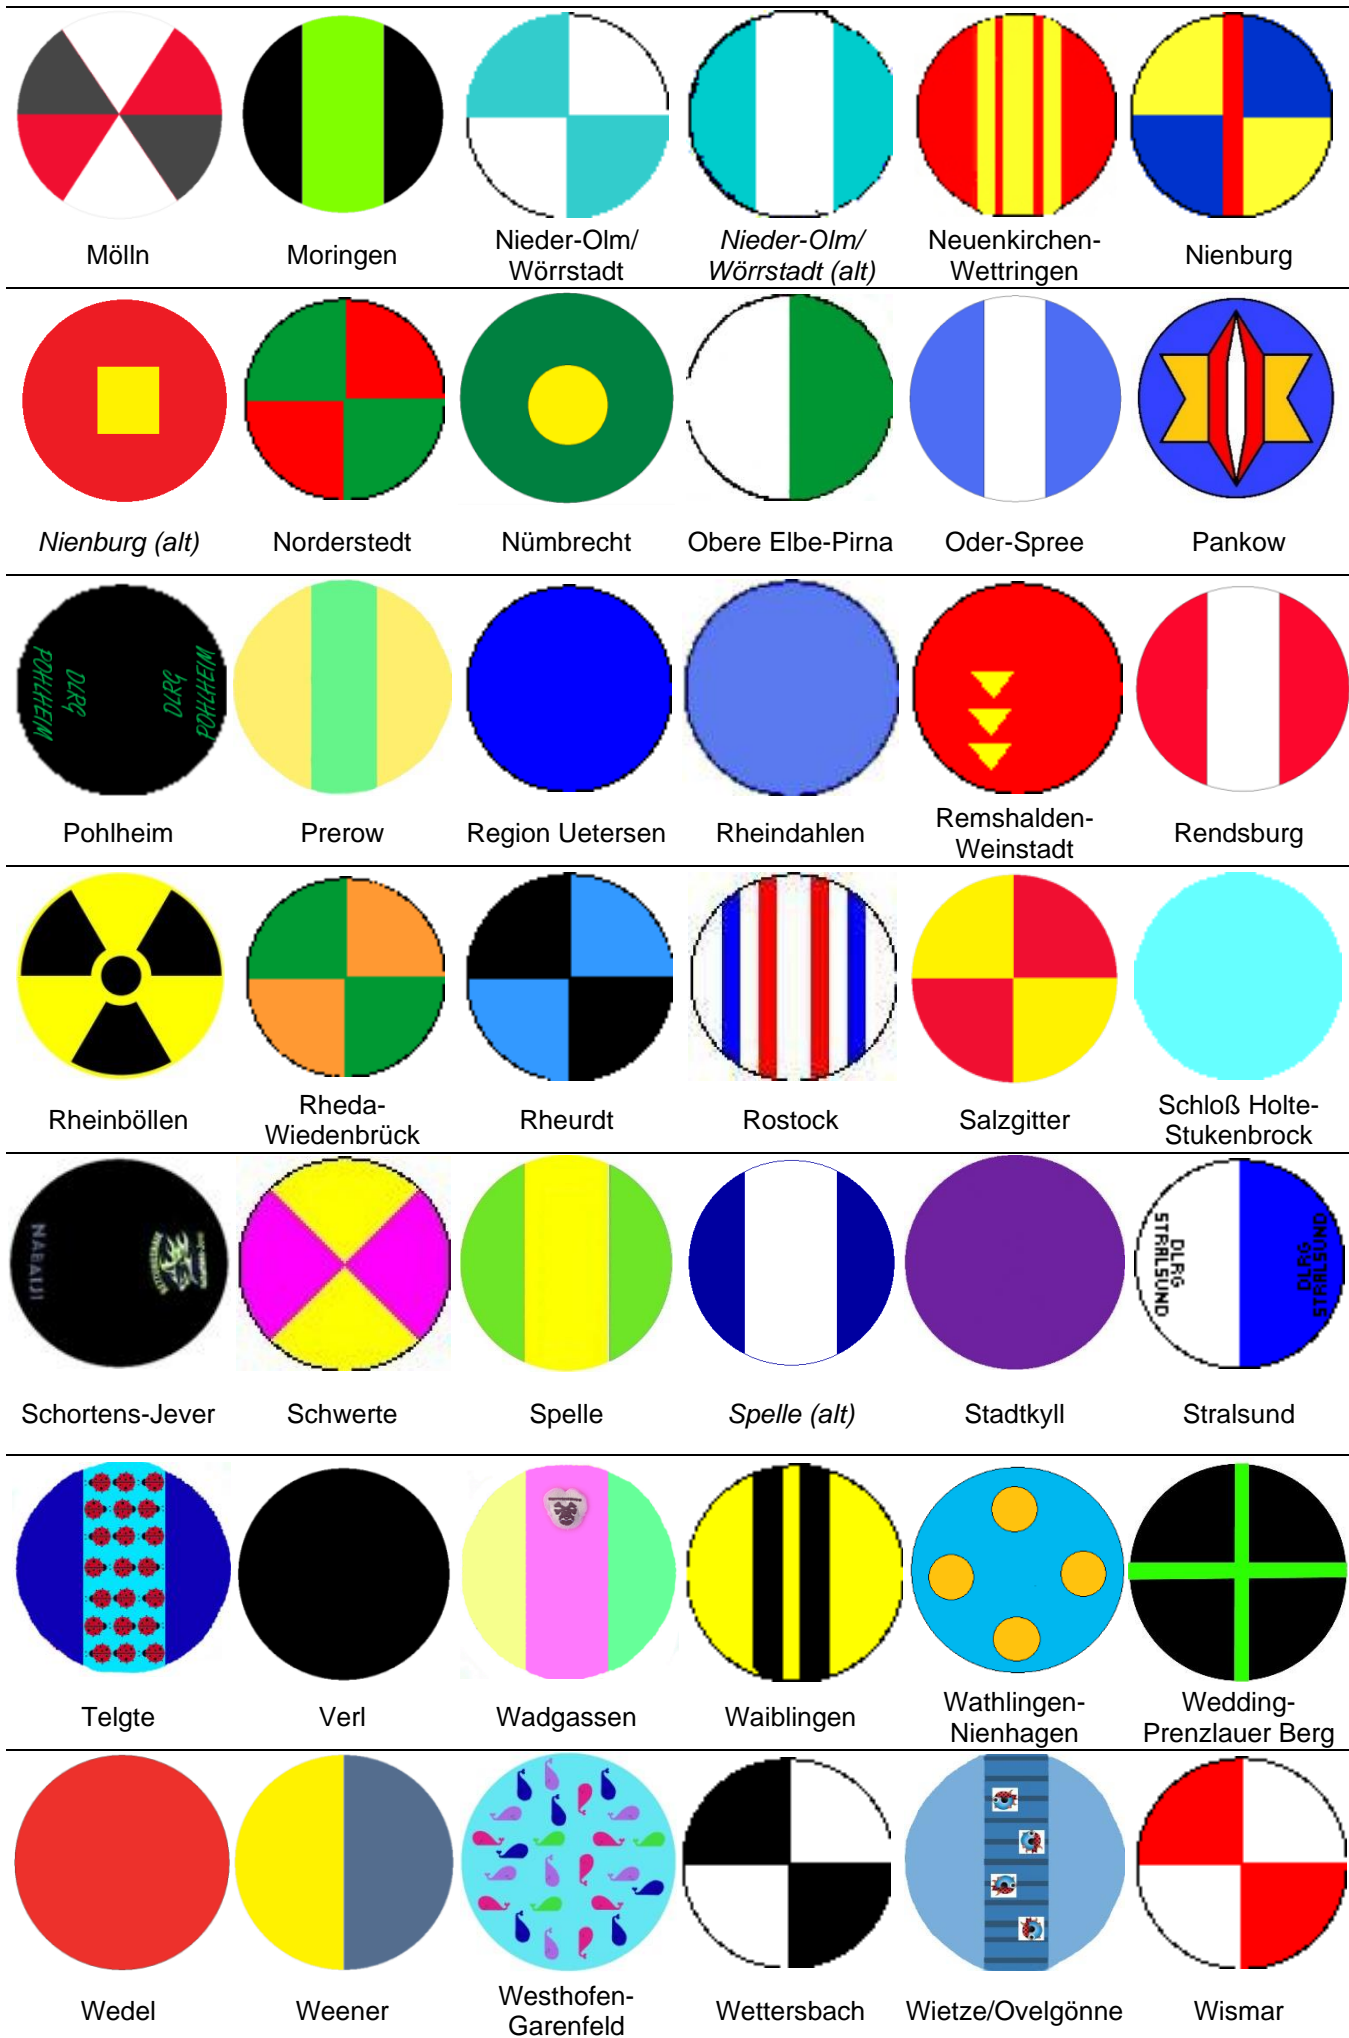 Mölln
Moringen
Nieder-Olm/
Wörrstadt
Nieder-Olm/
Wörrstadt (alt)
Neuenkirchen-
Wettringen
Nienburg
Nienburg (alt)
Norderstedt
Nümbrecht
Obere Elbe-Pirna
Oder-Spree
Pankow
POHLHEIM
DLRG
DLRG
POHLHEIM
Pohlheim
Prerow
Region Uetersen
Rheindahlen
Remshalden-
Weinstadt
Rendsburg
Rheinböllen
Rheda-
Wiedenbrück
Rheurdt
Rostock
Salzgitter
Schloß Holte-
Stukenbrock
NABAIJI
DLRG
STRALSUND
DLRG
STRALSUND
Schortens-Jever
Schwerte
Spelle
Spelle (alt)
Stadtkyll
Stralsund
Telgte
Verl
Wadgassen
Waiblingen
Wathlingen-
Nienhagen
Wedding-
Prenzlauer Berg
Wedel
Weener
Westhofen-
Garenfeld
Wettersbach
Wietze/Ovelgönne
Wismar